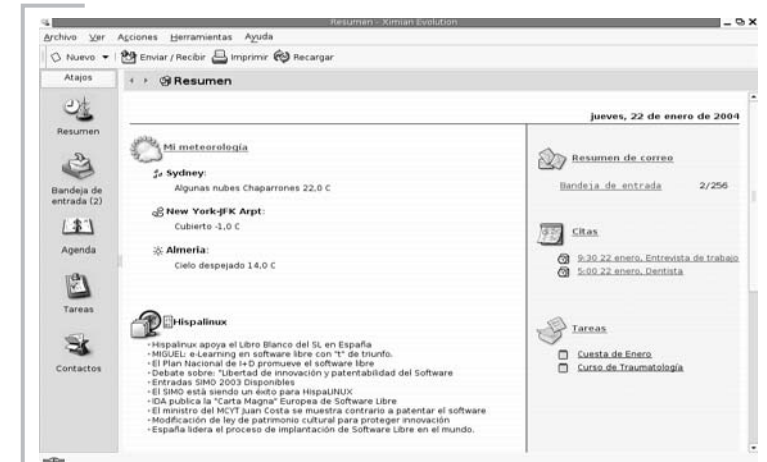 Resumen - Ximian Evolution
Archivo Ver Acciones Herramientas Ayuda
Nuevo Enviar / Recibir Imprimir Recargar
Atajos
Resumen
Resumen
Bandeja de
entrada (2)
Agenda
Tareas
Contactos
jueves, 22 de enero de 2004
Mi meteorología
Sydney:
Algunas nubes Chaparrones 22,0 C
New York-JFK Arpt:
Cubierto -1,0 C
Almeria:
Cielo despejado 14,0 C
Hispalinux
·Hispalinux apoya el Libro Blanco del SL en España
·MIGUEL: e-Learning en software libre con "t" de triunfo.
·El Plan Nacional de I+D promueve el software libre
·Debate sobre: "Libertad de innovación y patentabilidad del Software
·Entradas SIMO 2003 Disponibles
·El SIMO está siendo un éxito para HispaLINUX
·IDA publica la "Carta Magna" Europea de Software Libre
·El ministro del MCYT Juan Costa se muestra contrario a patentar el software
·Modificación de ley de patrimonio cultural para proteger innovación
·España lidera el proceso de implantación de Software Libre en el mundo.
Resumen de correo
Bandeja de entrada 2/256
Citas
9:30 22 enero, Entrevista de trabajo
5:00 22 enero, Dentista
Tareas
Cuesta de Enero
Curso de Traumatología